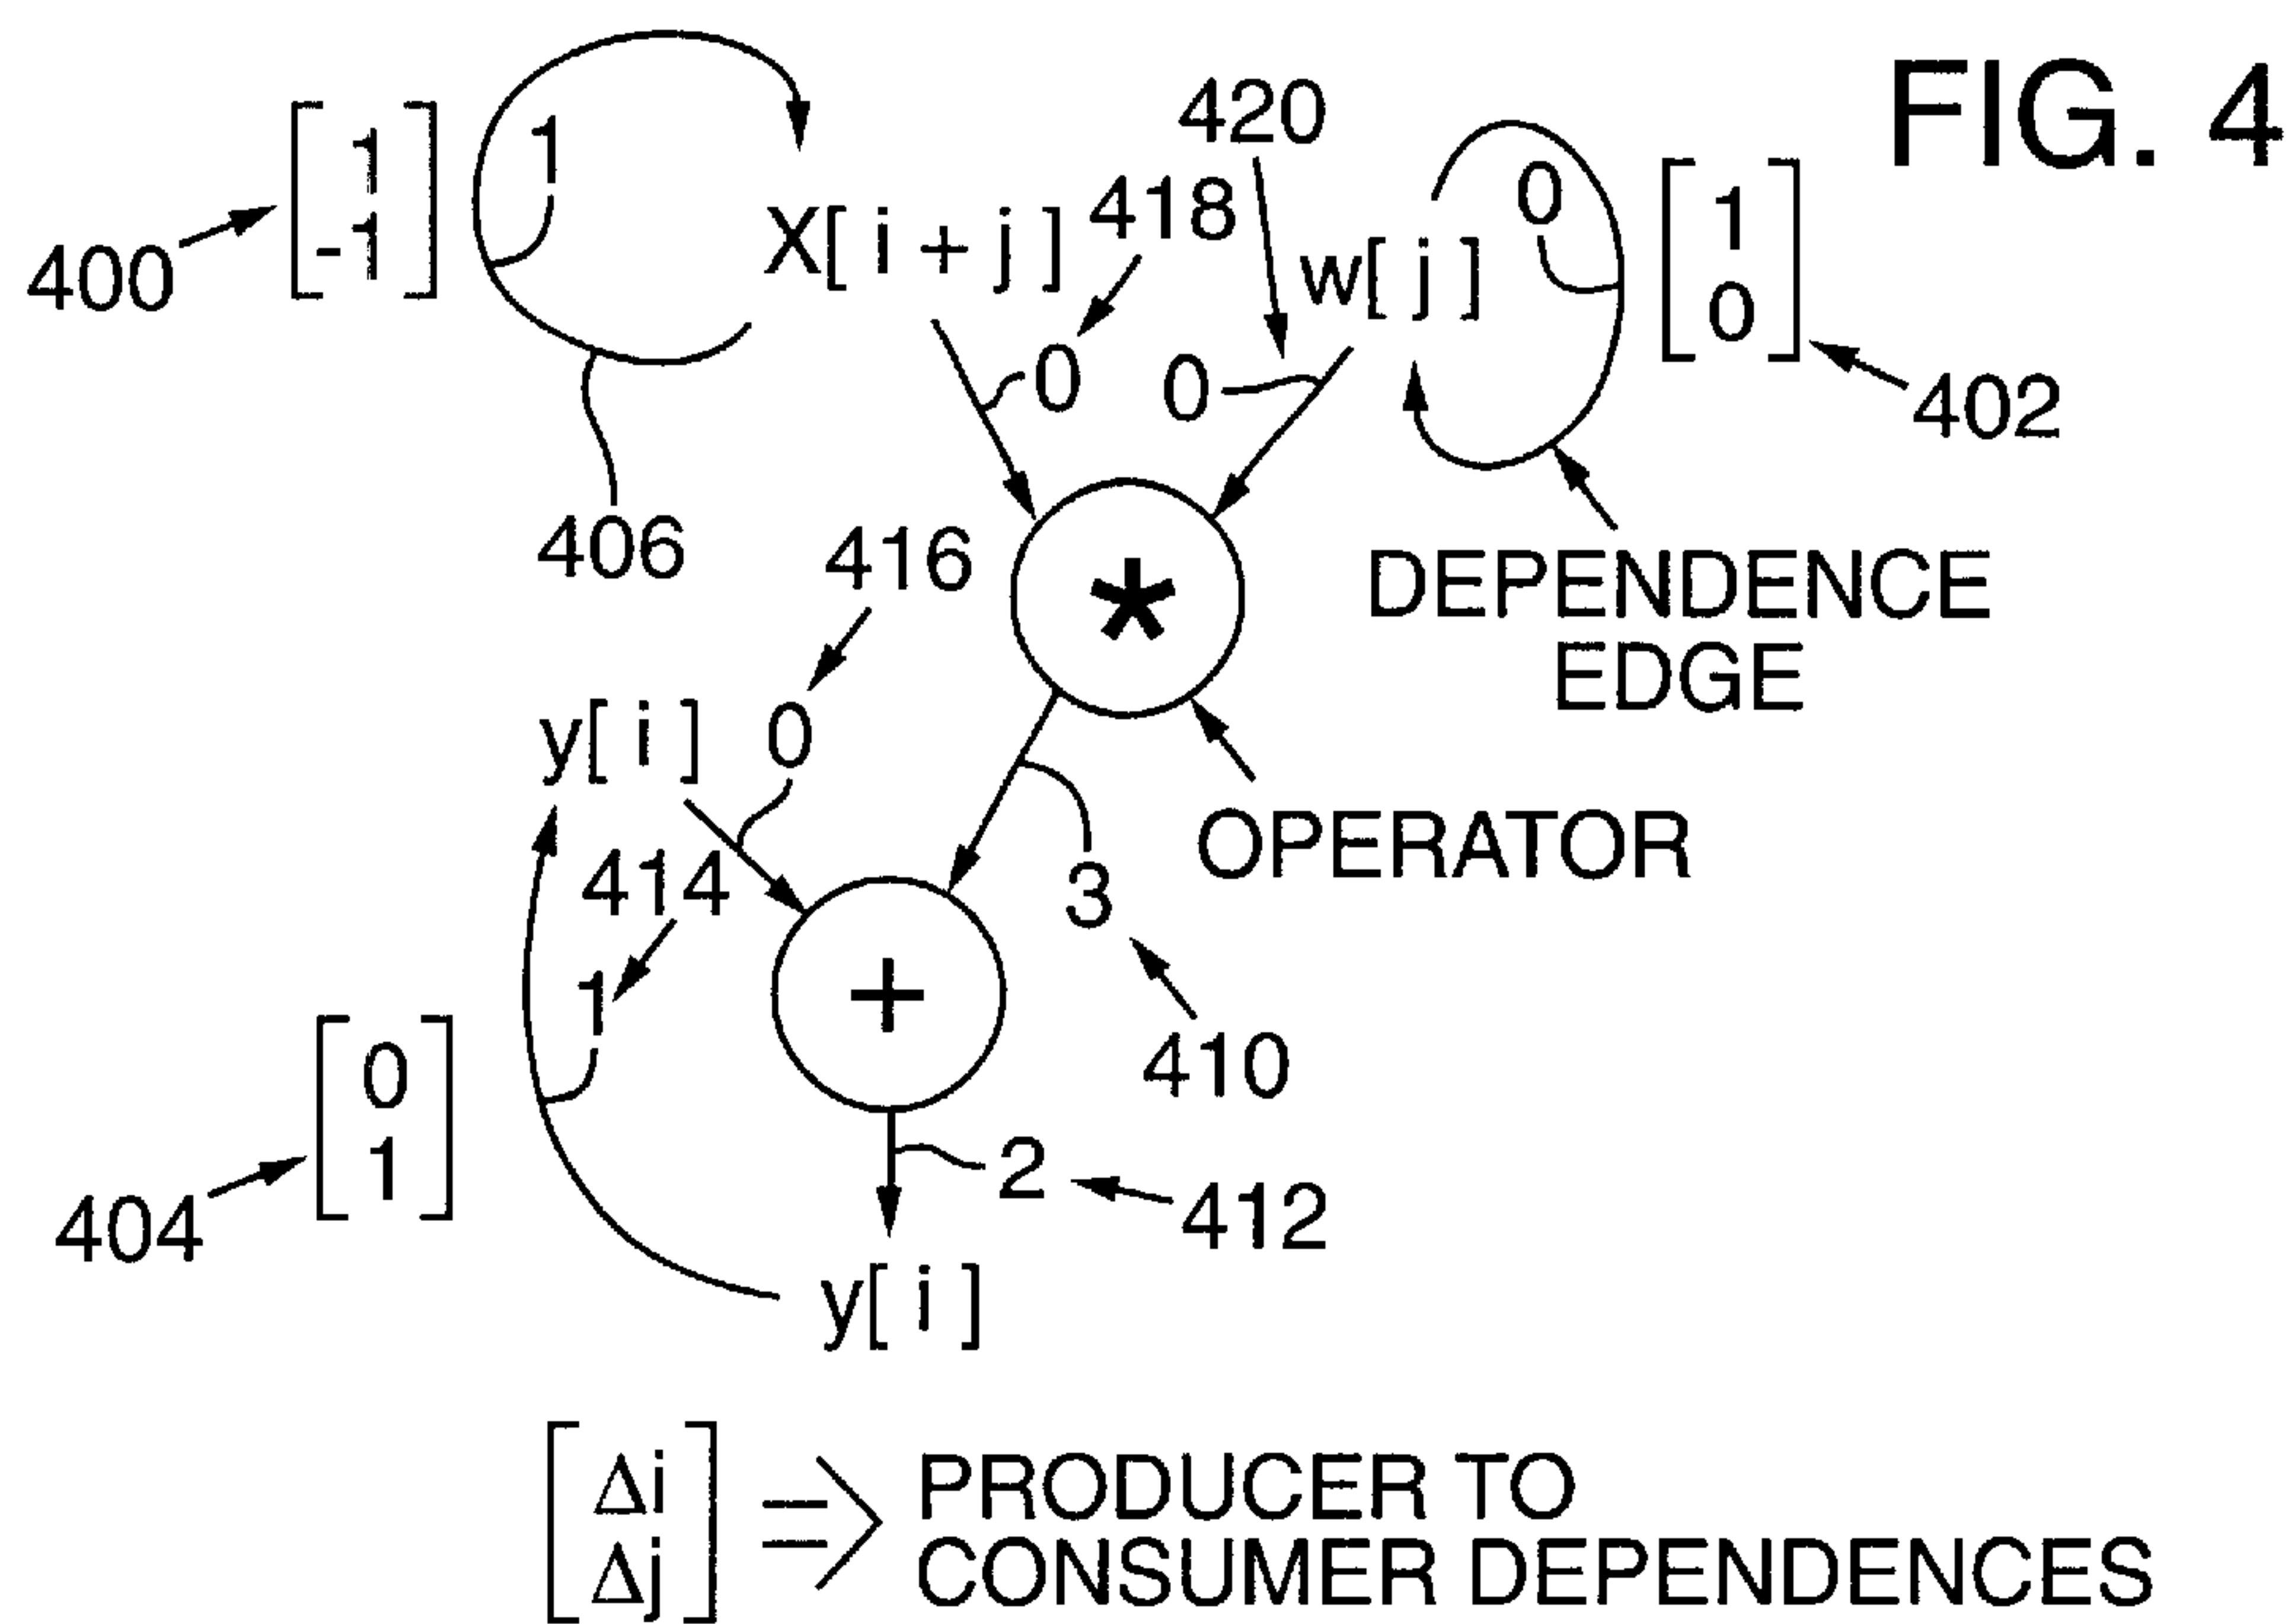 FIG. 4
420
1
1
418
0
1
400
-1
X[ i + j ]
w[ j ]
0
0
0
402
406
416
*
DEPENDENCE
EDGE
y[ i ]
0
OPERATOR
414
3
1
+
0
410
1
2
404
412
y[ i ]
Δi
Δj
=> PRODUCER TO
CONSUMER DEPENDENCES